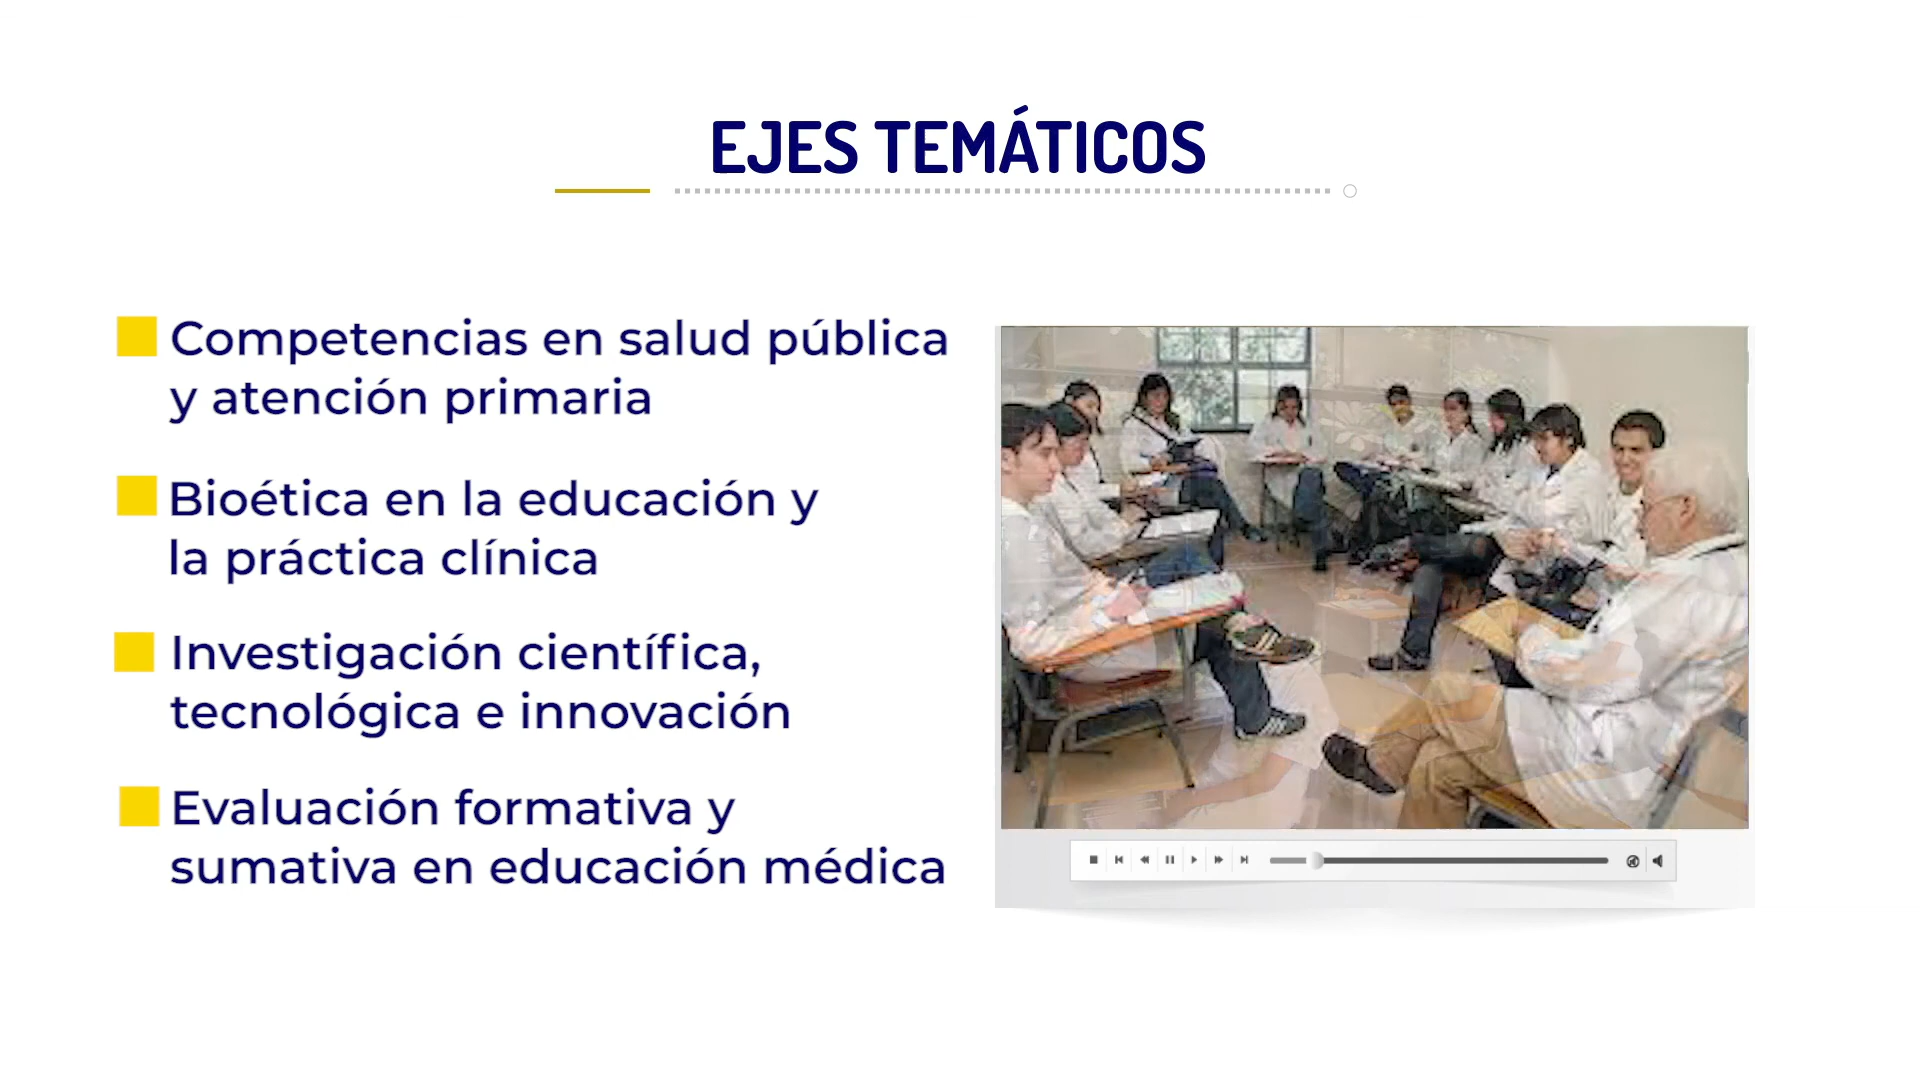 EJES TEMÁTICOS
Competencias en salud pública
y atención primaria
Bioética en la educación y
la práctica clínica
Investigación científica,
tecnológica e innovación
Evaluación formativa y
sumativa en educación médica